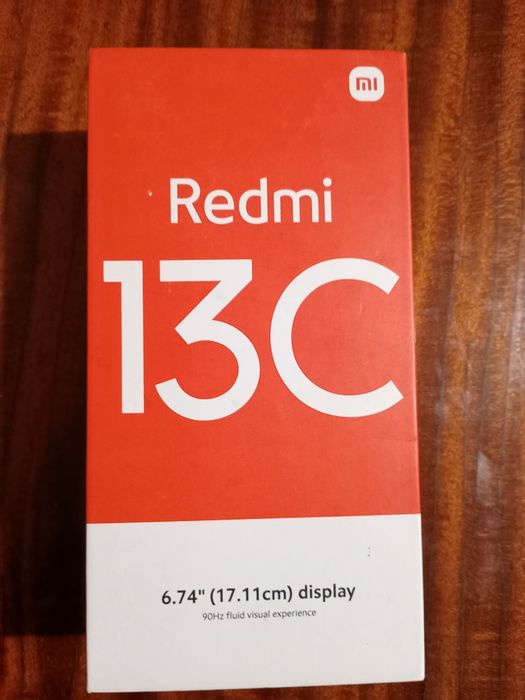 mi
Redmi
13C
6.74" (17.11cm) display
90Hz fluid visual experience